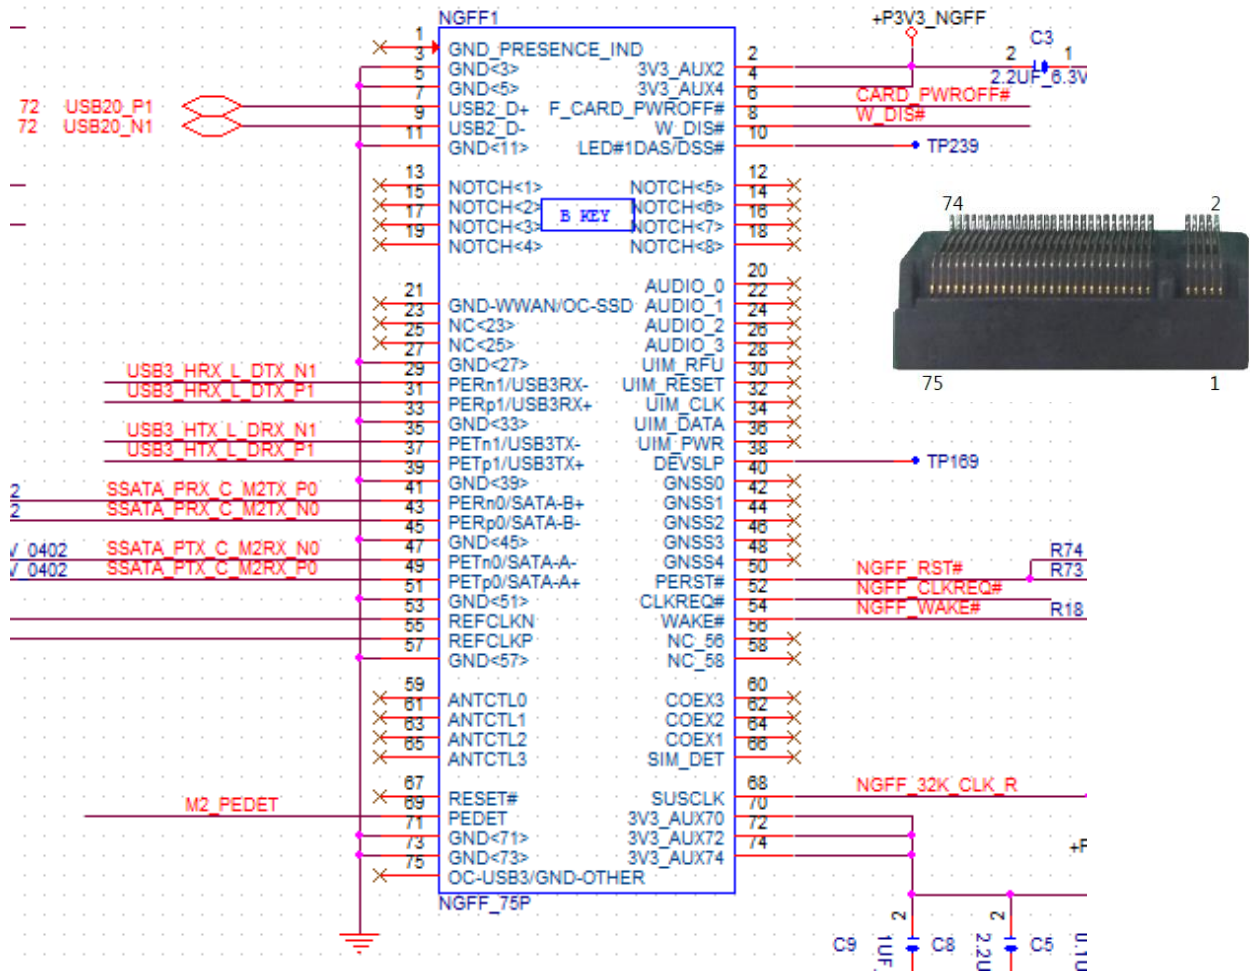 NGFF1
+P3V3_NGFF
C3
2 1
2.2UF_6.3V
1 GND_PRESENCE_IND
3 GND<3> 3V3_AUX2 2
5 GND<5> 3V3_AUX4 4
72 USB20_P1 7 USB2_D+ F_CARD_PWROFF# 6 CARD_PWROFF#
72 USB20_N1 9 USB2_D- W_DIS# 8 W_DIS#
11 GND<11> LED#1DAS/DSS# 10 TP239
13 NOTCH<1> NOTCH<5> 12
15 NOTCH<2> NOTCH<6> 14
B KEY
17 NOTCH<3> NOTCH<7> 16
19 NOTCH<4> NOTCH<8> 18
74 2
75 1
AUDIO_0 20
21 GND-WWAN/OC-SSD AUDIO_1 22
23 NC<23> AUDIO_2 24
25 NC<25> AUDIO_3 26
27 GND<27> UIM_RFU 28
USB3_HRX_L_DTX_N1 29 PERn1/USB3RX- UIM_RESET 30
USB3_HRX_L_DTX_P1 31 PERp1/USB3RX+ UIM_CLK 32
33 GND<33> UIM_DATA 34
USB3_HTX_L_DRX_N1 35 PETn1/USB3TX- UIM_PWR 36
USB3_HTX_L_DRX_P1 37 PETp1/USB3TX+ DEVSLP 38 TP169
39 GND<39> GNSS0 40
2 SSATA_PRX_C_M2TX_P0 41 PERn0/SATA-B+ GNSS1 42
2 SSATA_PRX_C_M2TX_N0 43 PERp0/SATA-B- GNSS2 44
45 GND<45> GNSS3 46
V_0402 SSATA_PTX_C_M2RX_N0 47 PETn0/SATA-A- GNSS4 48 R74
V_0402 SSATA_PTX_C_M2RX_P0 49 PETp0/SATA-A+ PERST# 50 NGFF_RST# R73
51 GND<51> CLKREQ# 52 NGFF_CLKREQ#
53 REFCLKN WAKE# 54 NGFF_WAKE# R18
55 REFCLKP NC_56 56
57 GND<57> NC_58 58
59 ANTCTL0 COEX3 60
61 ANTCTL1 COEX2 62
63 ANTCTL2 COEX1 64
65 ANTCTL3 SIM_DET 66
67 RESET# SUSCLK 68 NGFF_32K_CLK_R
M2_PEDET 69 PEDET 3V3_AUX70 70
71 GND<71> 3V3_AUX72 72
73 GND<73> 3V3_AUX74 74
75 OC-USB3/GND-OTHER
NGFF_75P
2 2
C9 1UF, C8 2.2U C5